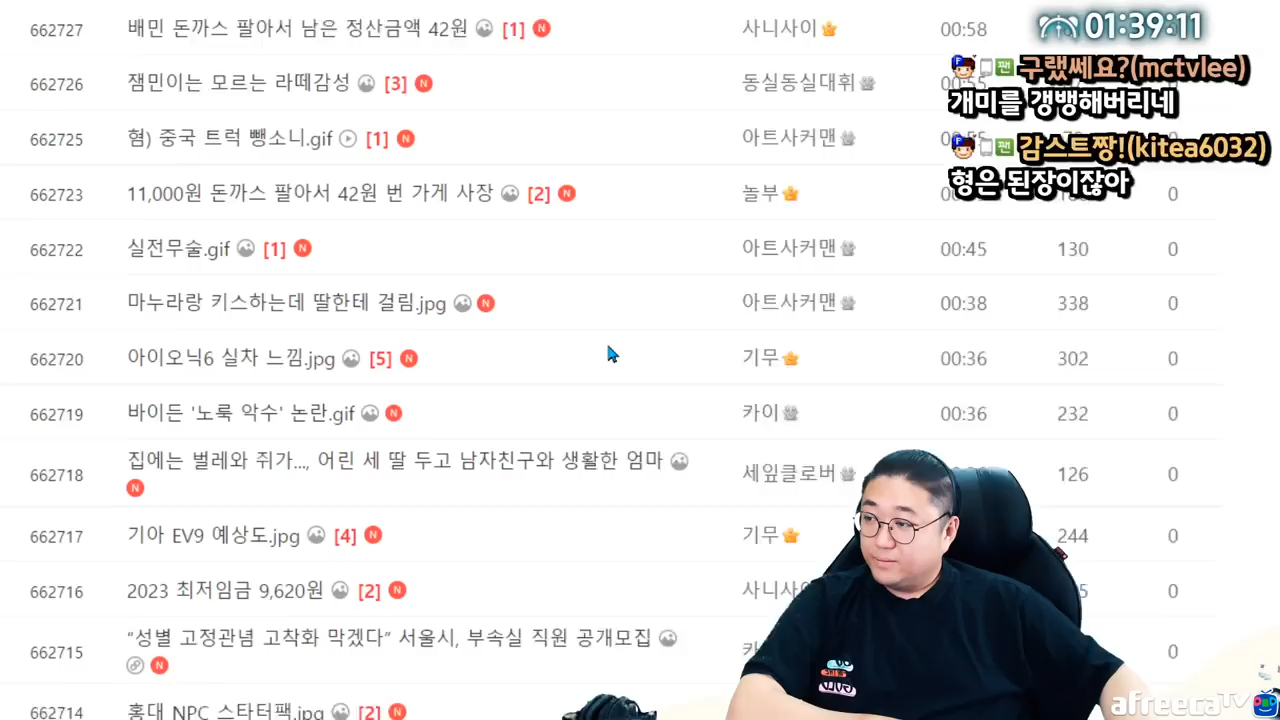 662727 배민 돈까스 팔아서 남은 정산금액 42원 [1] N 사니사이 00:58
01:39:11
662726 잼민이는 모르는 라떼감성 [3] N 동실동실대휘
구랬쎄요?(mctvlee)
개미를 갱뱅해버리네
662725 험) 중국 트럭 뺑소니.gif [1] N 아트사커맨
감스트짱!(kitea6032)
형은 된장이잖아
662723 11,000원 돈까스 팔아서 42원 번 가게 사장 [2] N 놀부 0
662722 실전무술.gif [1] N 아트사커맨 00:45 130 0
662721 마누라랑 키스하는데 딸한테 걸림.jpg N 아트사커맨 00:38 338 0
662720 아이오닉6 실차 느낌.jpg [5] N 기무 00:36 302 0
662719 바이든 '노룩 악수' 논란.gif N 카이 00:36 232 0
662718 집에는 벌레와 쥐가..., 어린 세 딸 두고 남자친구와 생활한 엄마 세잎클로버 126 0
N
662717 기아 EV9 예상도.jpg [4] N 기무 244 0
662716 2023 최저임금 9,620원 [2] N 사니사 0
662715 “성별 고정관념 고착화 막겠다” 서울시, 부속실 직원 공개모집 0
N
662714 홍대 NPC 스타터팩.jpg [2] N
afreecaTV